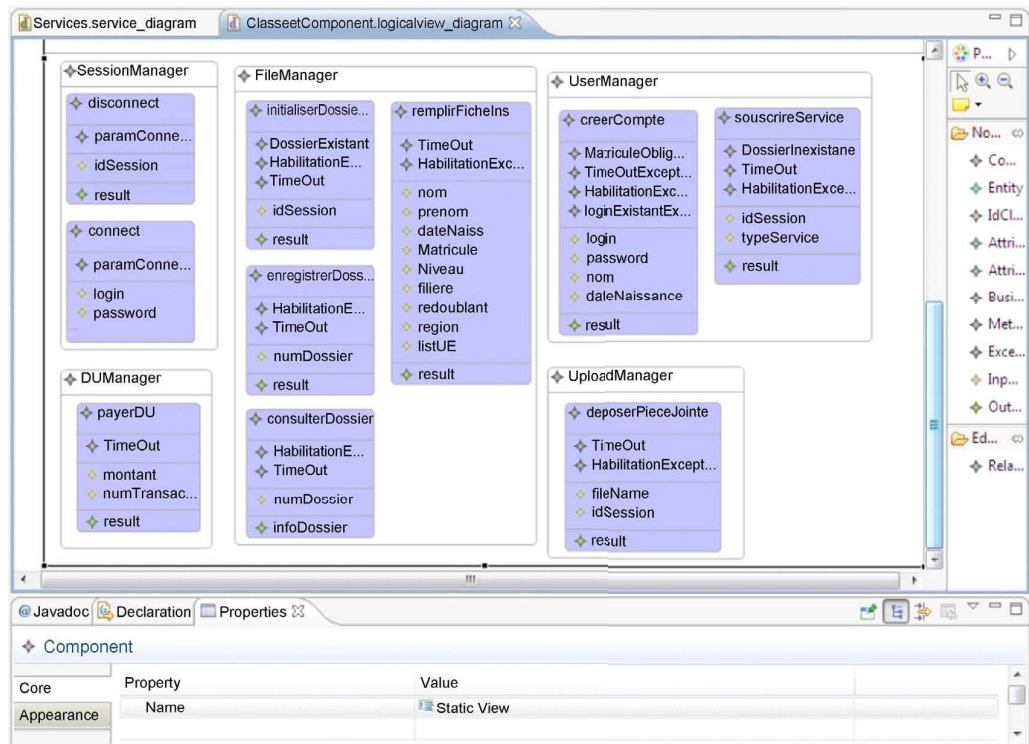 Services.service_diagram
ClasseetComponent.logicalview_diagram
SessionManager
disconnect
paramConne...
idSession
result
connect
paramConne...
login
password
DUManager
payerDU
TimeOut
montant
numTransac...
result
FileManager
initialiserDossie...
DossierExistant
HabilitationE...
TimeOut
idSession
result
enregistrerDoss...
HabilitationE...
TimeOut
numDossier
result
consulterDossier
HabilitationE...
TimeOut
numDossier
infoDossier
remplirFicheIns
TimeOut
HabilitationExc...
nom
prenom
dateNaiss
Matricule
Niveau
filiere
redoublant
region
listUE
result
UserManager
creerCompte
MatriculeOblig...
TimeOutExcept...
HabilitationExc...
loginExistantEx...
login
password
nom
dateNaissance
result
souscrireService
DossierInexistane
TimeOut
HabilitationExce...
idSession
typeService
result
UploadManager
deposerPieceJointe
TimeOut
HabilitationExcept...
fileName
idSession
result
P...
No...
Co...
Entity
IdCl...
Attri...
Attri...
Busi...
Met...
Exce...
Inp...
Out...
Ed...
Rela...
@ Javadoc Declaration Properties
Component
Core
Appearance
Property Value
Name Static View